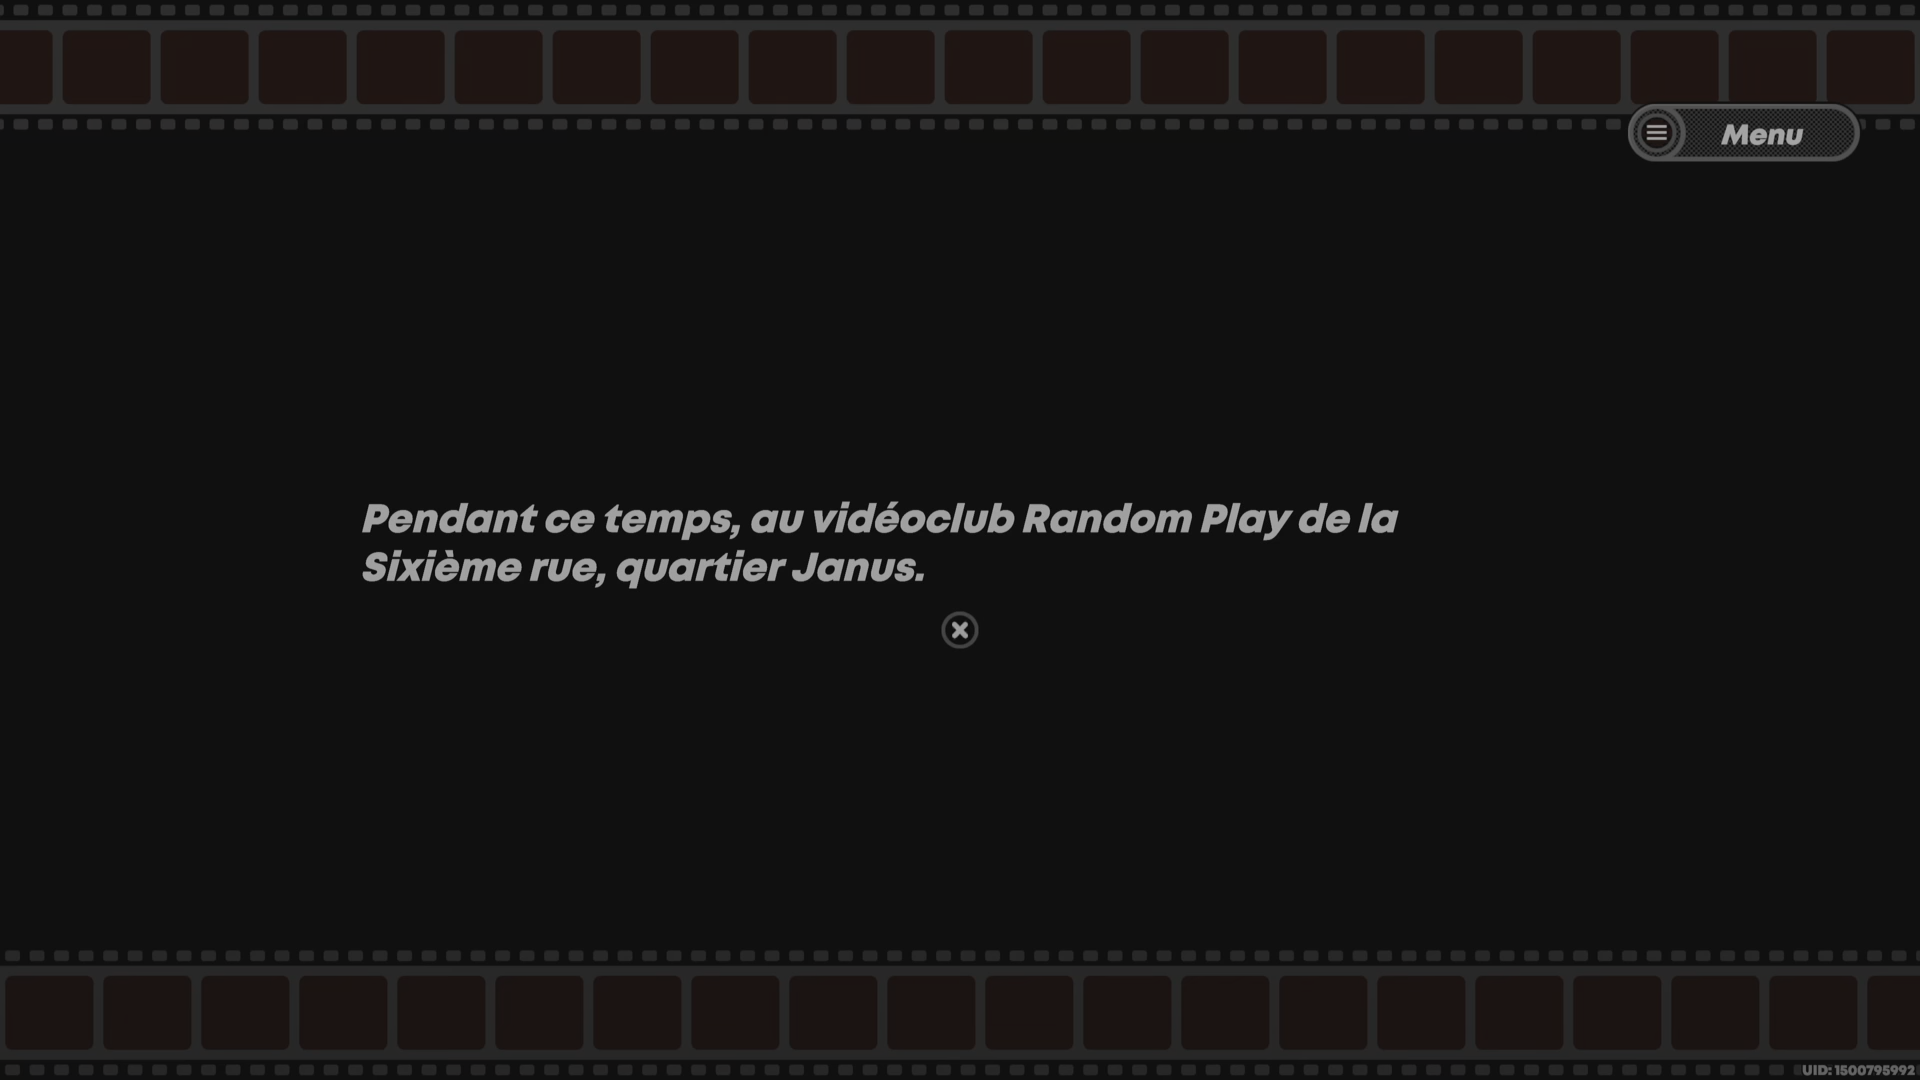 Menu
Pendant ce temps, au vidéoclub Random Play de la
Sixième rue, quartier Janus.
UID: 1500795992